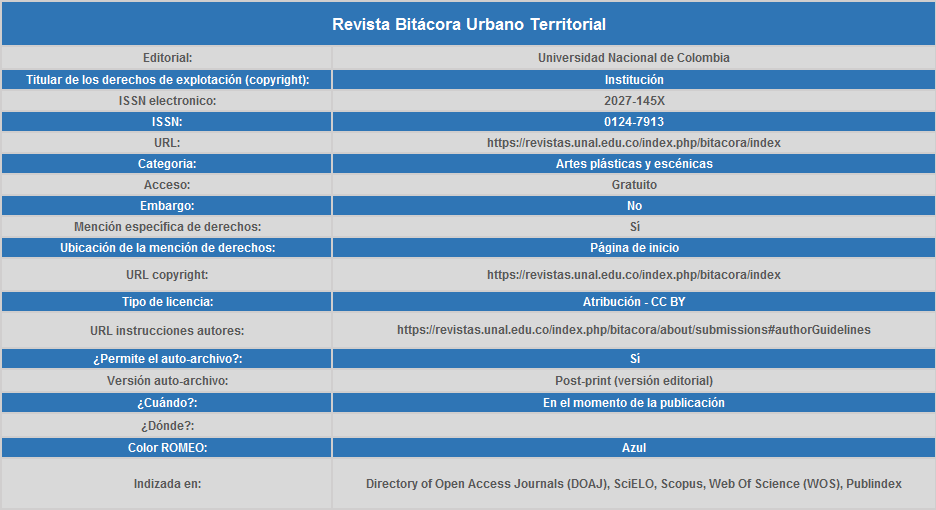 Revista Bitácora Urbano Territorial
Editorial: Universidad Nacional de Colombia
Titular de los derechos de explotación (copyright): Institución
ISSN electronico: 2027-145X
ISSN: 0124-7913
URL: https://revistas.unal.edu.co/index.php/bitacora/index
Categoria: Artes plásticas y escénicas
Acceso: Gratuito
Embargo: No
Mención específica de derechos: Sí
Ubicación de la mención de derechos: Página de inicio
URL copyright: https://revistas.unal.edu.co/index.php/bitacora/index
Tipo de licencia: Atribución - CC BY
URL instrucciones autores: https://revistas.unal.edu.co/index.php/bitacora/about/submissions#authorGuidelines
¿Permite el auto-archivo?: Sí
Versión auto-archivo: Post-print (versión editorial)
¿Cuándo?: En el momento de la publicación
¿Dónde?:
Color ROMEO: Azul
Indizada en: Directory of Open Access Journals (DOAJ), SciELO, Scopus, Web Of Science (WOS), Publindex